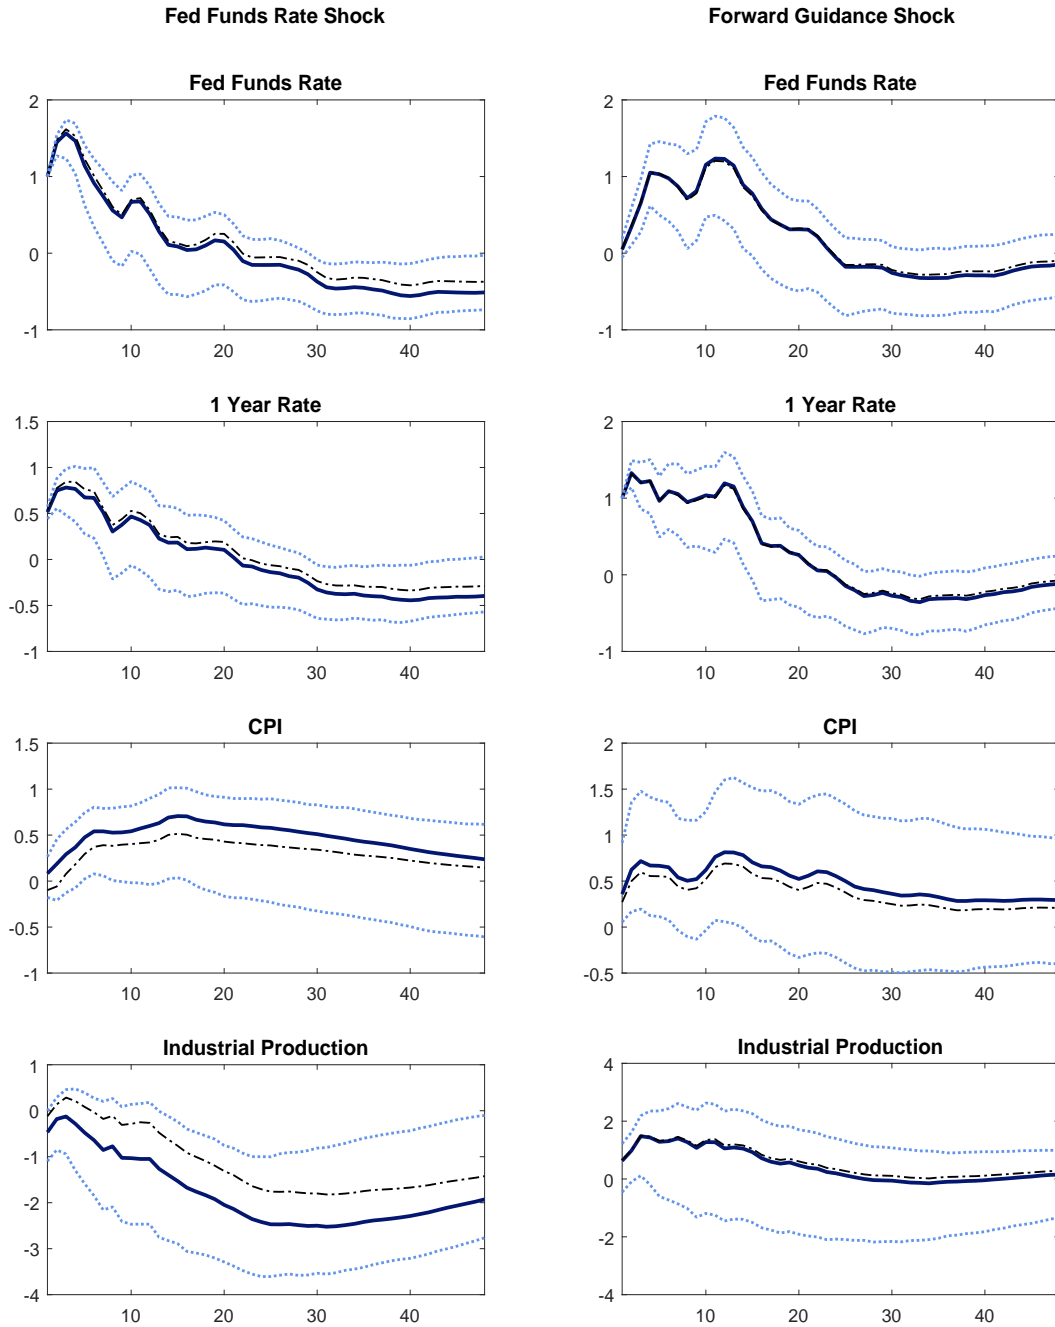 Fed Funds Rate Shock
Forward Guidance Shock
Fed Funds Rate
2
1
0
-1
10 20 30 40
Fed Funds Rate
2
1
0
-1
10 20 30 40
1 Year Rate
1.5
1
0.5
0
-0.5
-1
10 20 30 40
1 Year Rate
2
1
0
-1
10 20 30 40
CPI
1.5
1
0.5
0
-0.5
-1
10 20 30 40
CPI
2
1.5
1
0.5
0
-0.5
10 20 30 40
Industrial Production
1
0
-1
-2
-3
-4
10 20 30 40
Industrial Production
4
2
0
-2
-4
10 20 30 40